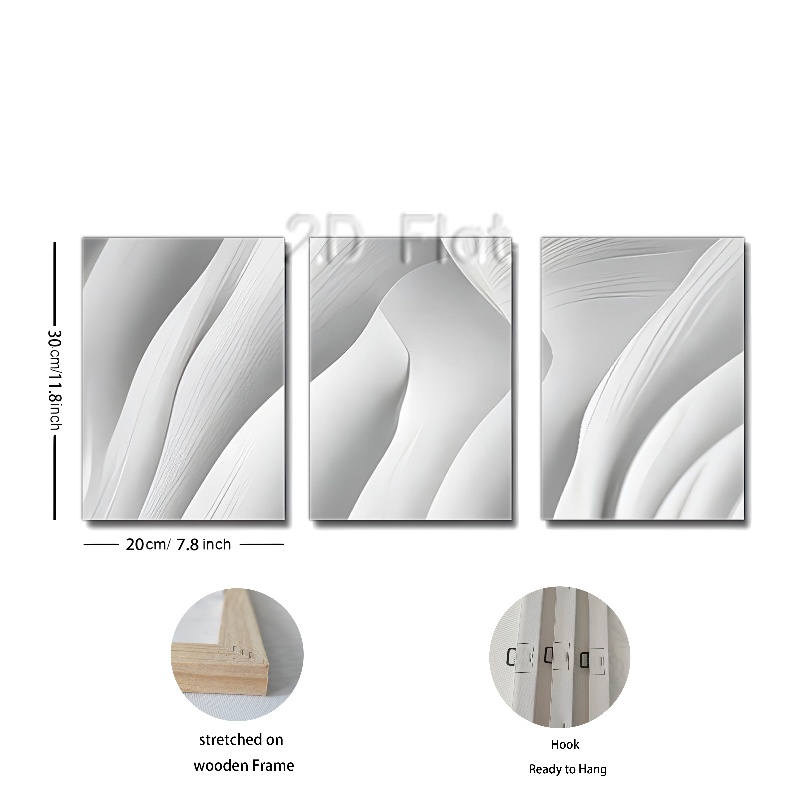 2D Flat
30cm/11.8inch
20cm/ 7.8 inch
stretched on
wooden Frame
Hook
Ready to Hang